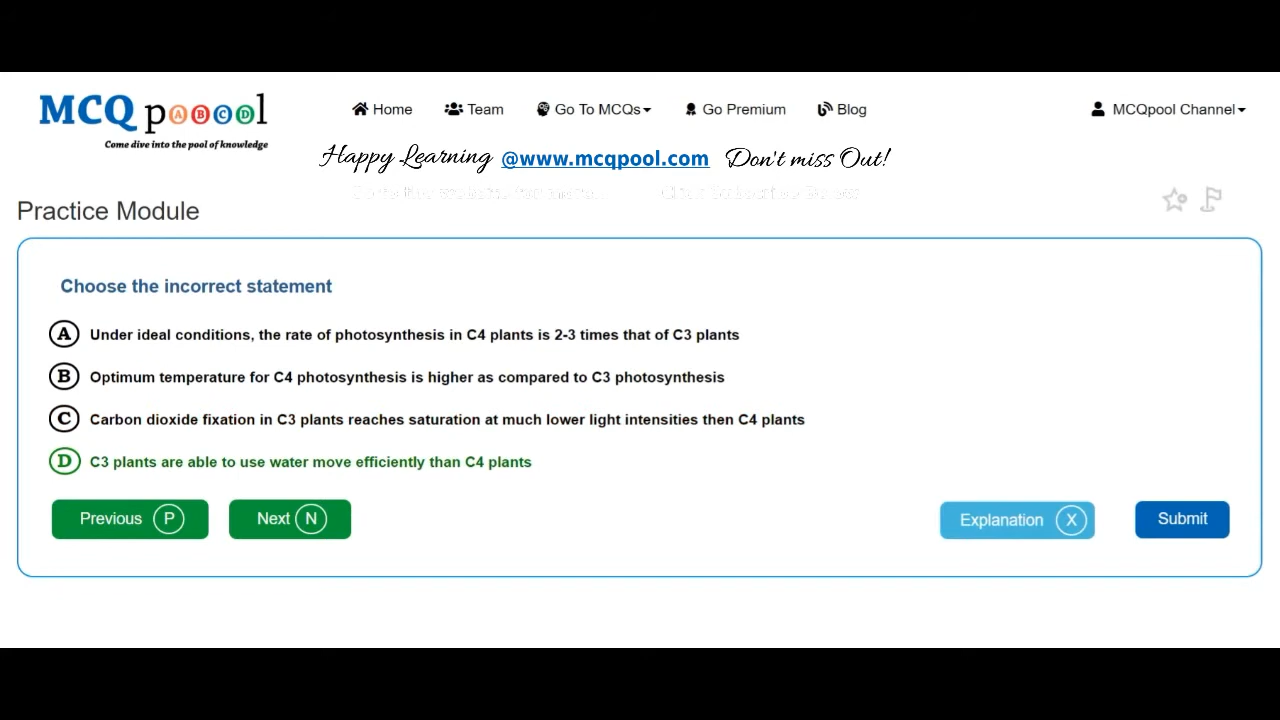 MCQ pooool
Come dive into the pool of knowledge
Home Team Go To MCQs Go Premium Blog MCQpool Channel
Happy Learning @www.mcqpool.com Don't miss Out!
Practice Module
Choose the incorrect statement
A Under ideal conditions, the rate of photosynthesis in C4 plants is 2-3 times that of C3 plants
B Optimum temperature for C4 photosynthesis is higher as compared to C3 photosynthesis
C Carbon dioxide fixation in C3 plants reaches saturation at much lower light intensities then C4 plants
D C3 plants are able to use water move efficiently than C4 plants
Previous P Next N Explanation X Submit